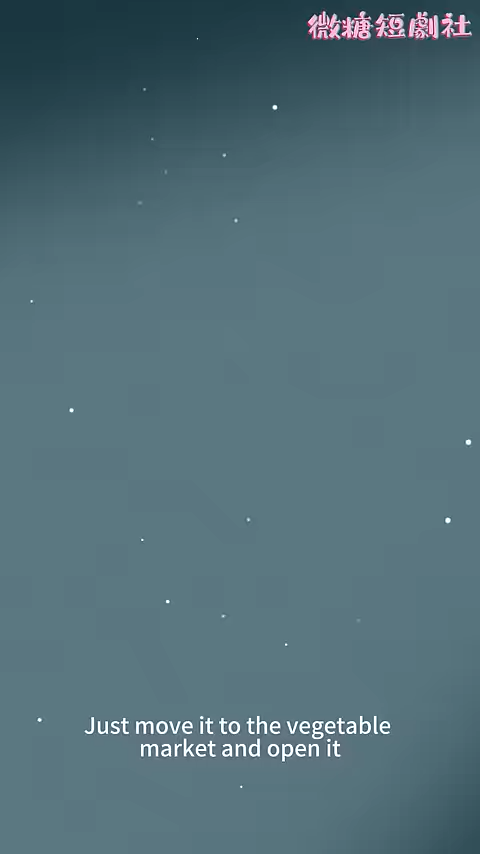 微糖短劇社
Just move it to the vegetable
market and open it